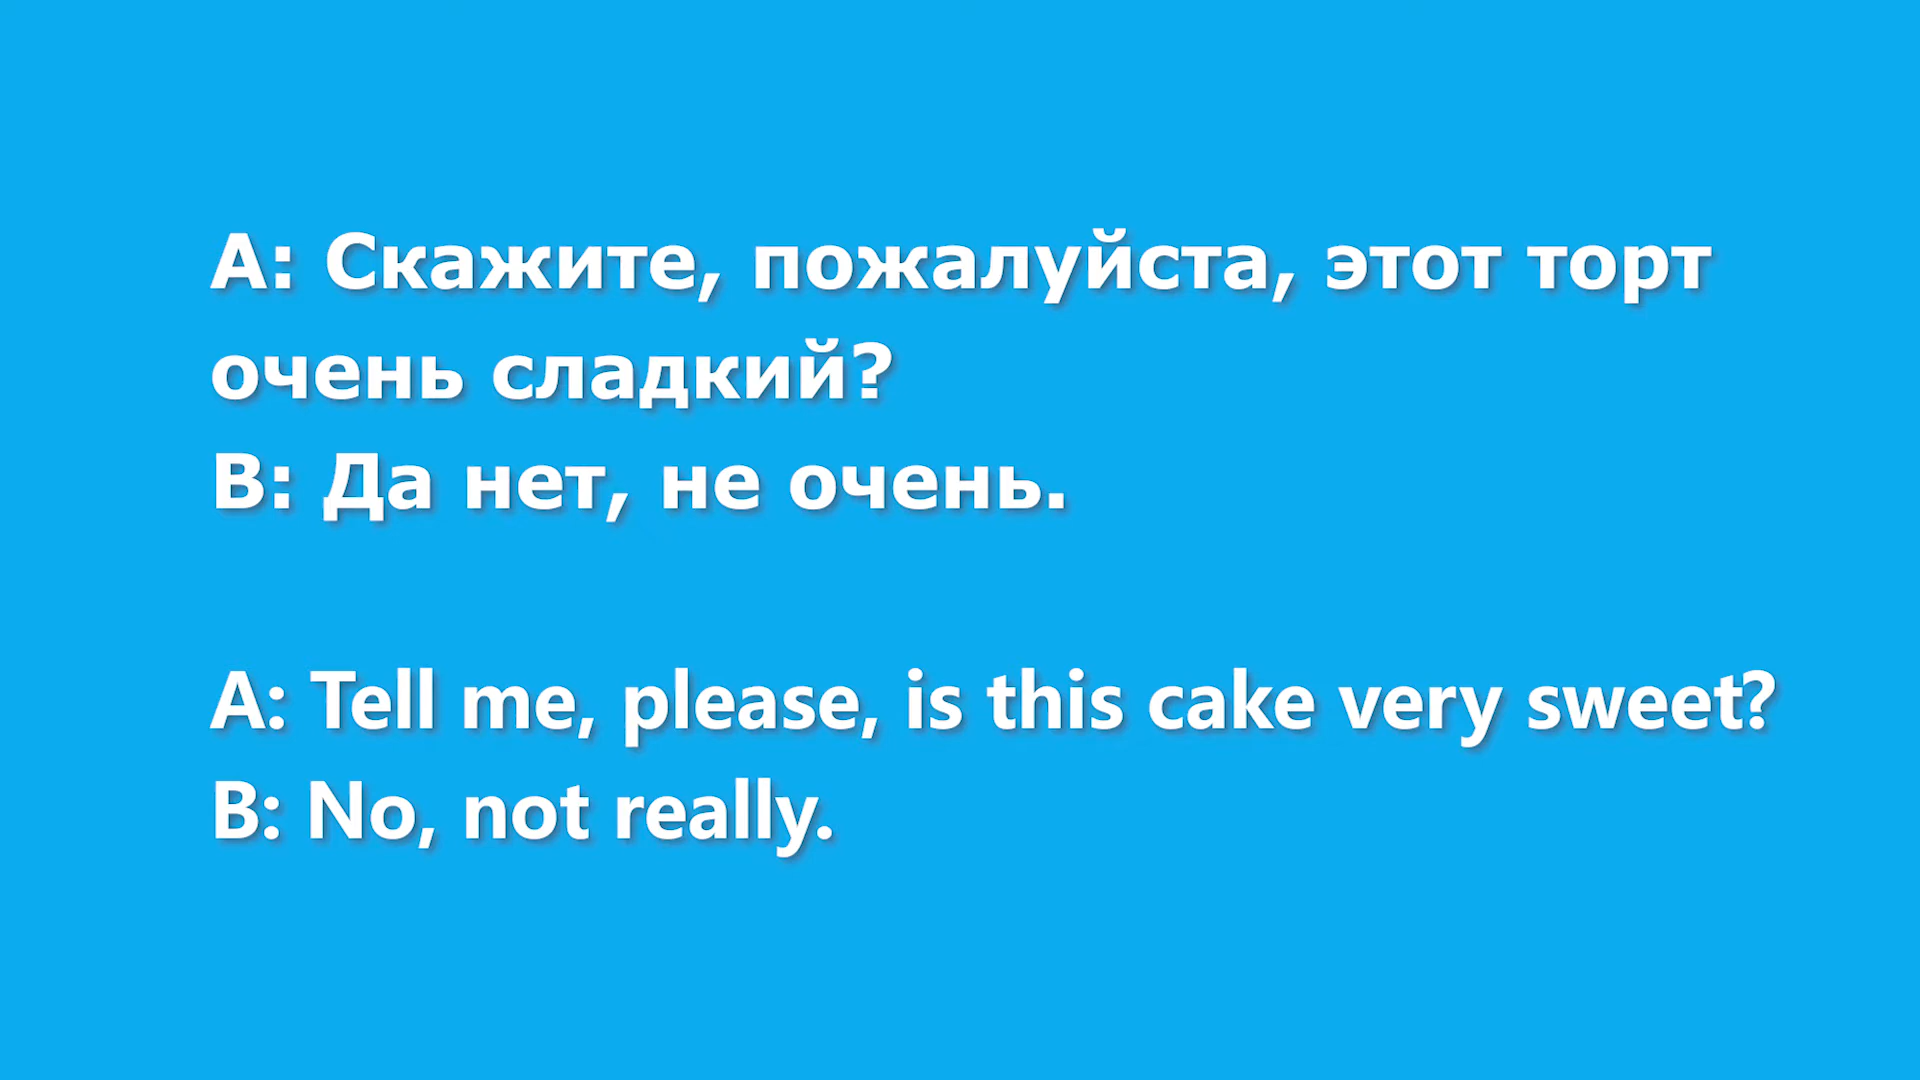 А: Скажите, пожалуйста, этот торт
очень сладкий?
В: Да нет, не очень.
A: Tell me, please, is this cake very sweet?
B: No, not really.